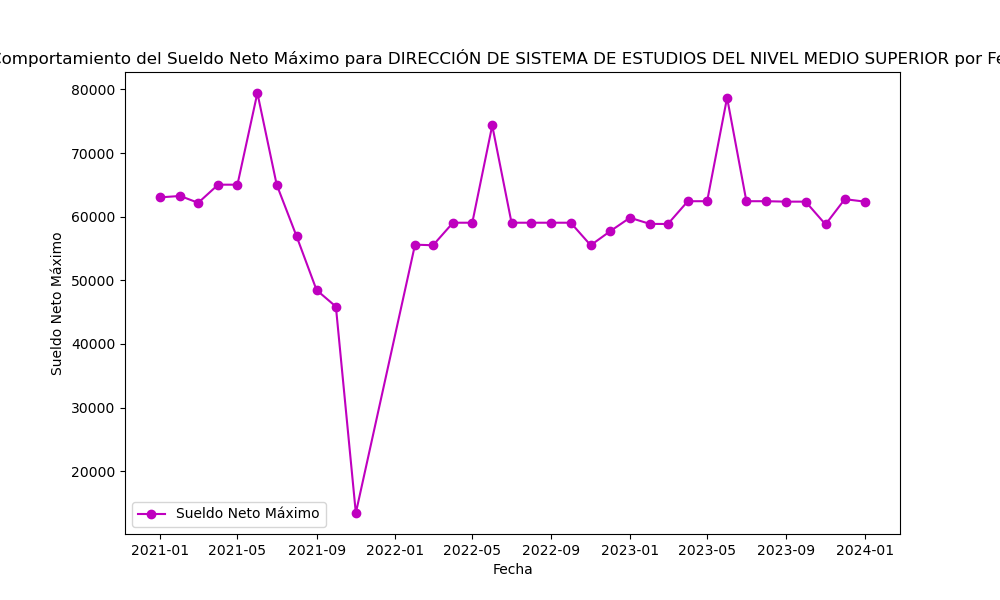 omportamiento del Sueldo Neto Máximo para DIRECCIÓN DE SISTEMA DE ESTUDIOS DEL NIVEL MEDIO SUPERIOR por Fe
80000
70000
60000
50000
40000
30000
20000
Sueldo Neto Máximo
Sueldo Neto Máximo
2021-01 2021-05 2021-09 2022-01 2022-05 2022-09 2023-01 2023-05 2023-09 2024-01
Fecha